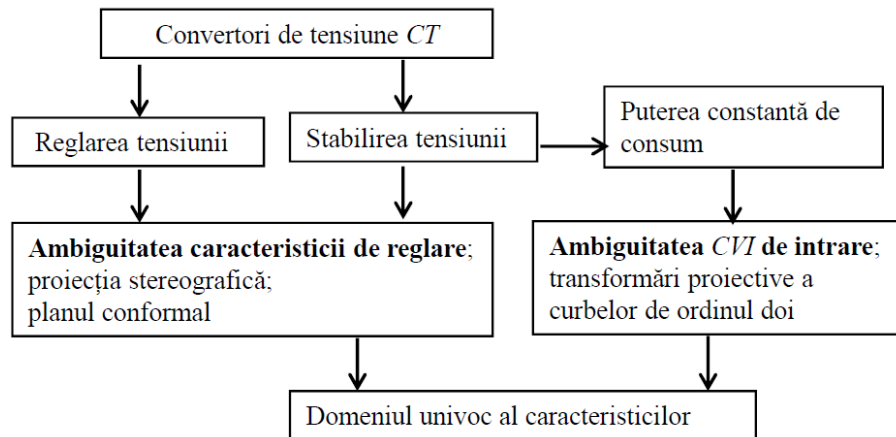 Convertori de tensiune CT
Reglarea tensiunii
Stabilirea tensiunii
Puterea constantă de
consum
Ambiguitatea caracteristicii de reglare;
proiecția stereografică;
planul conformal
Ambiguitatea CVI de intrare;
transformări proiective a
curbelor de ordinul doi
Domeniul univoc al caracteristicilor